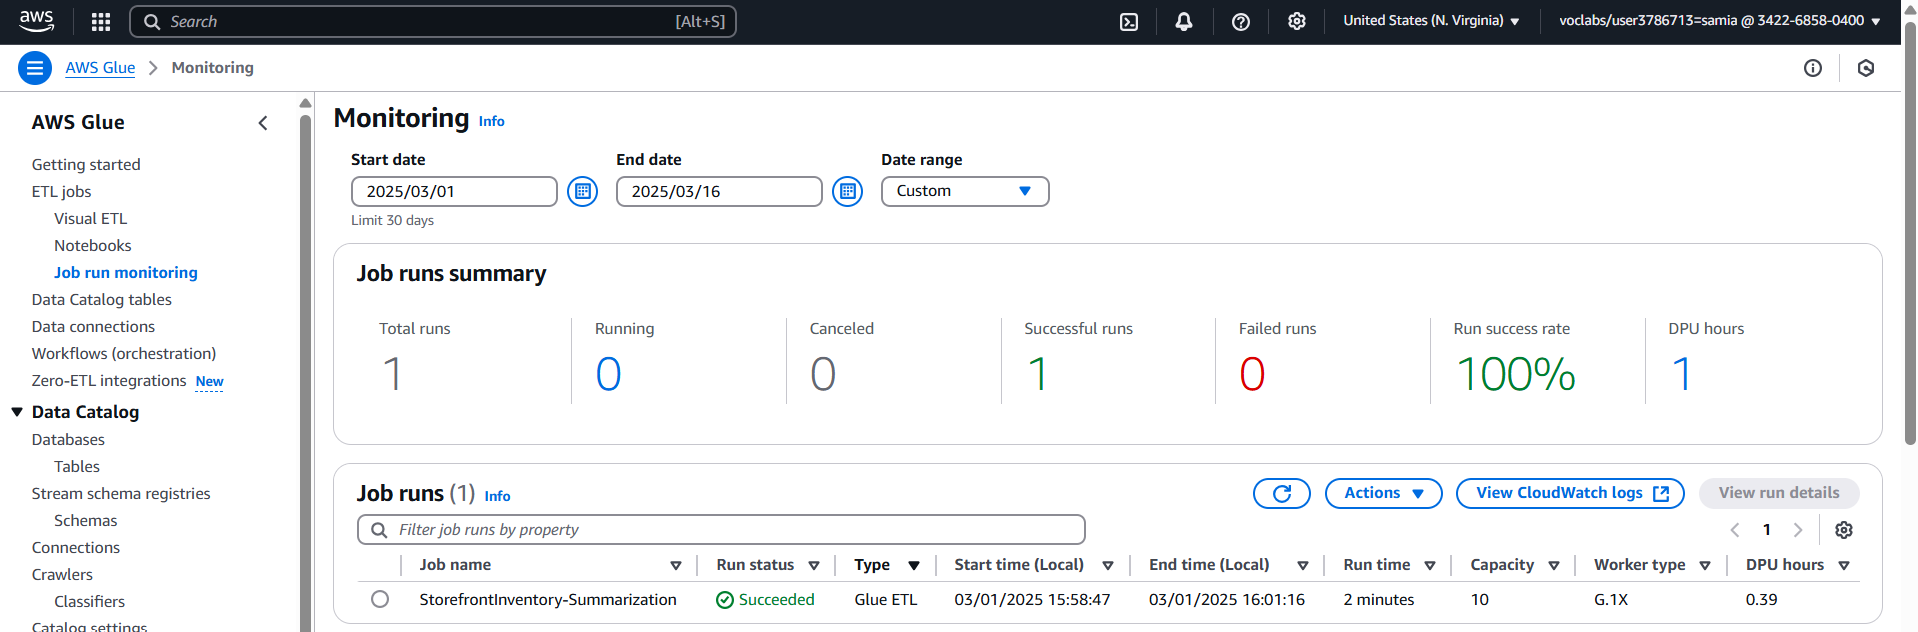 aws
Search [Alt+S]
United States (N. Virginia)
voclabs/user3786713=samia @ 3422-6858-0400
AWS Glue > Monitoring
AWS Glue
Getting started
ETL jobs
Visual ETL
Notebooks
Job run monitoring
Data Catalog tables
Data connections
Workflows (orchestration)
Zero-ETL integrations New
Data Catalog
Databases
Tables
Stream schema registries
Schemas
Connections
Crawlers
Classifiers
Catalog settings
Monitoring Info
Start date End date Date range
2025/03/01 2025/03/16 Custom
Limit 30 days
Job runs summary
Total runs Running Canceled Successful runs Failed runs Run success rate DPU hours
1 0 0 1 0 100% 1
Job runs (1) Info
Actions View CloudWatch logs View run details
Filter job runs by property
1
Job name Run status Type Start time (Local) End time (Local) Run time Capacity Worker type DPU hours
StorefrontInventory-Summarization Succeeded Glue ETL 03/01/2025 15:58:47 03/01/2025 16:01:16 2 minutes 10 G.1X 0.39